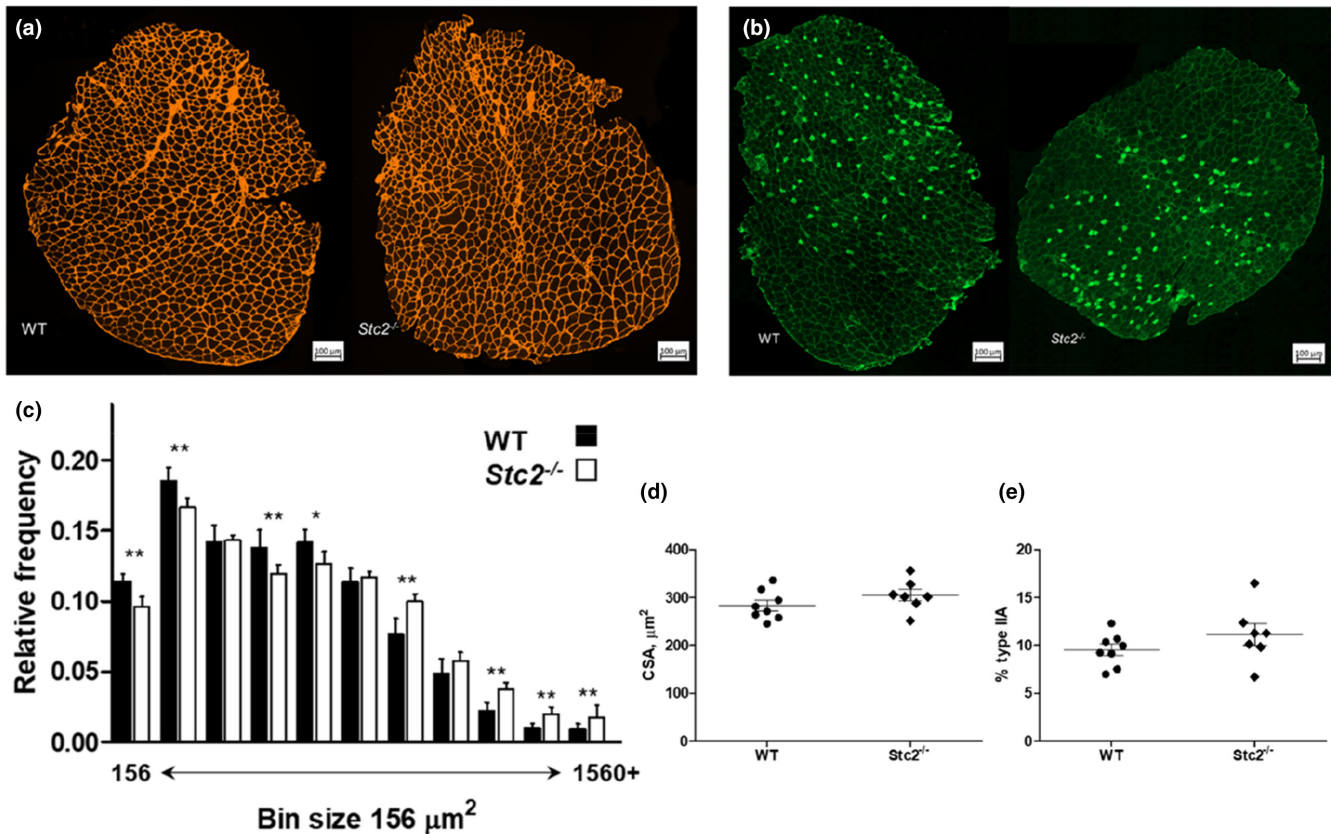 (a)
WT
100 µm
Stc2-/-
100 µm
(b)
WT
100 µm
Stc2-/-
100 µm
(c)
Relative frequency
0.20
0.15
0.10
0.05
0.00
**
**
**
*
**
**
**
**
WT
Stc2-/-
156
1560+
Bin size 156 µm2
(d)
CSA, µm2
400
300
200
100
0
WT
Stc2-/-
(e)
% type IIA
20
15
10
5
0
WT
Stc2-/-